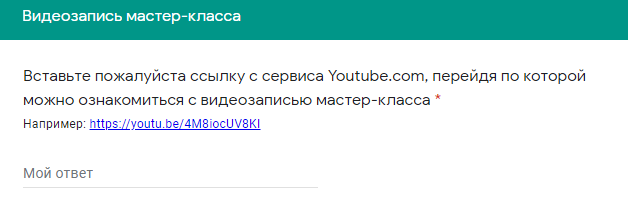 Видеозапись мастер-класса
Вставьте пожалуйста ссылку с сервиса Youtube.com, перейдя по которой
можно ознакомиться с видеозаписью мастер-класса *
Например: https://youtu.be/4M8iocUV8KI
Мой ответ